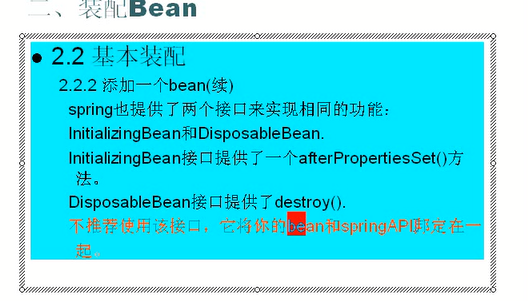 二、装配Bean
● 2.2 基本装配
2.2.2 添加一个bean(续)
spring也提供了两个接口来实现相同的功能：
InitializingBean和DisposableBean.
InitializingBean接口提供了一个afterPropertiesSet()方
法。
DisposableBean接口提供了destroy().
不推荐使用该接口，它将你的bean和springAPI邦定在一
起。